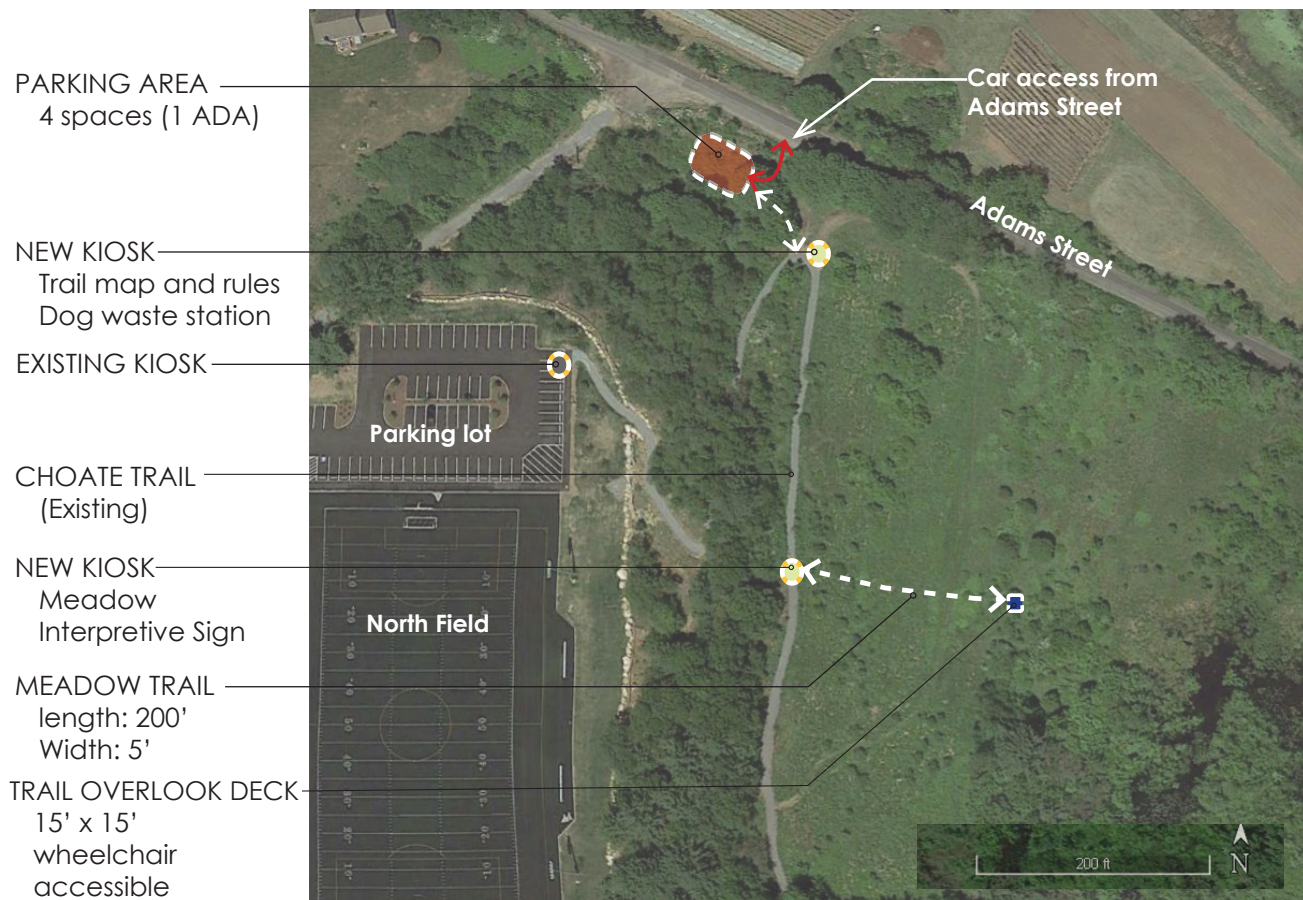 PARKING AREA
4 spaces (1 ADA)
Car access from
Adams Street
Adams Street
NEW KIOSK
Trail map and rules
Dog waste station
EXISTING KIOSK
Parking lot
CHOATE TRAIL
(Existing)
NEW KIOSK
Meadow
Interpretive Sign
North Field
MEADOW TRAIL
length: 200’
Width: 5’
TRAIL OVERLOOK DECK
15’ x 15’
wheelchair
accessible
200 ft
N